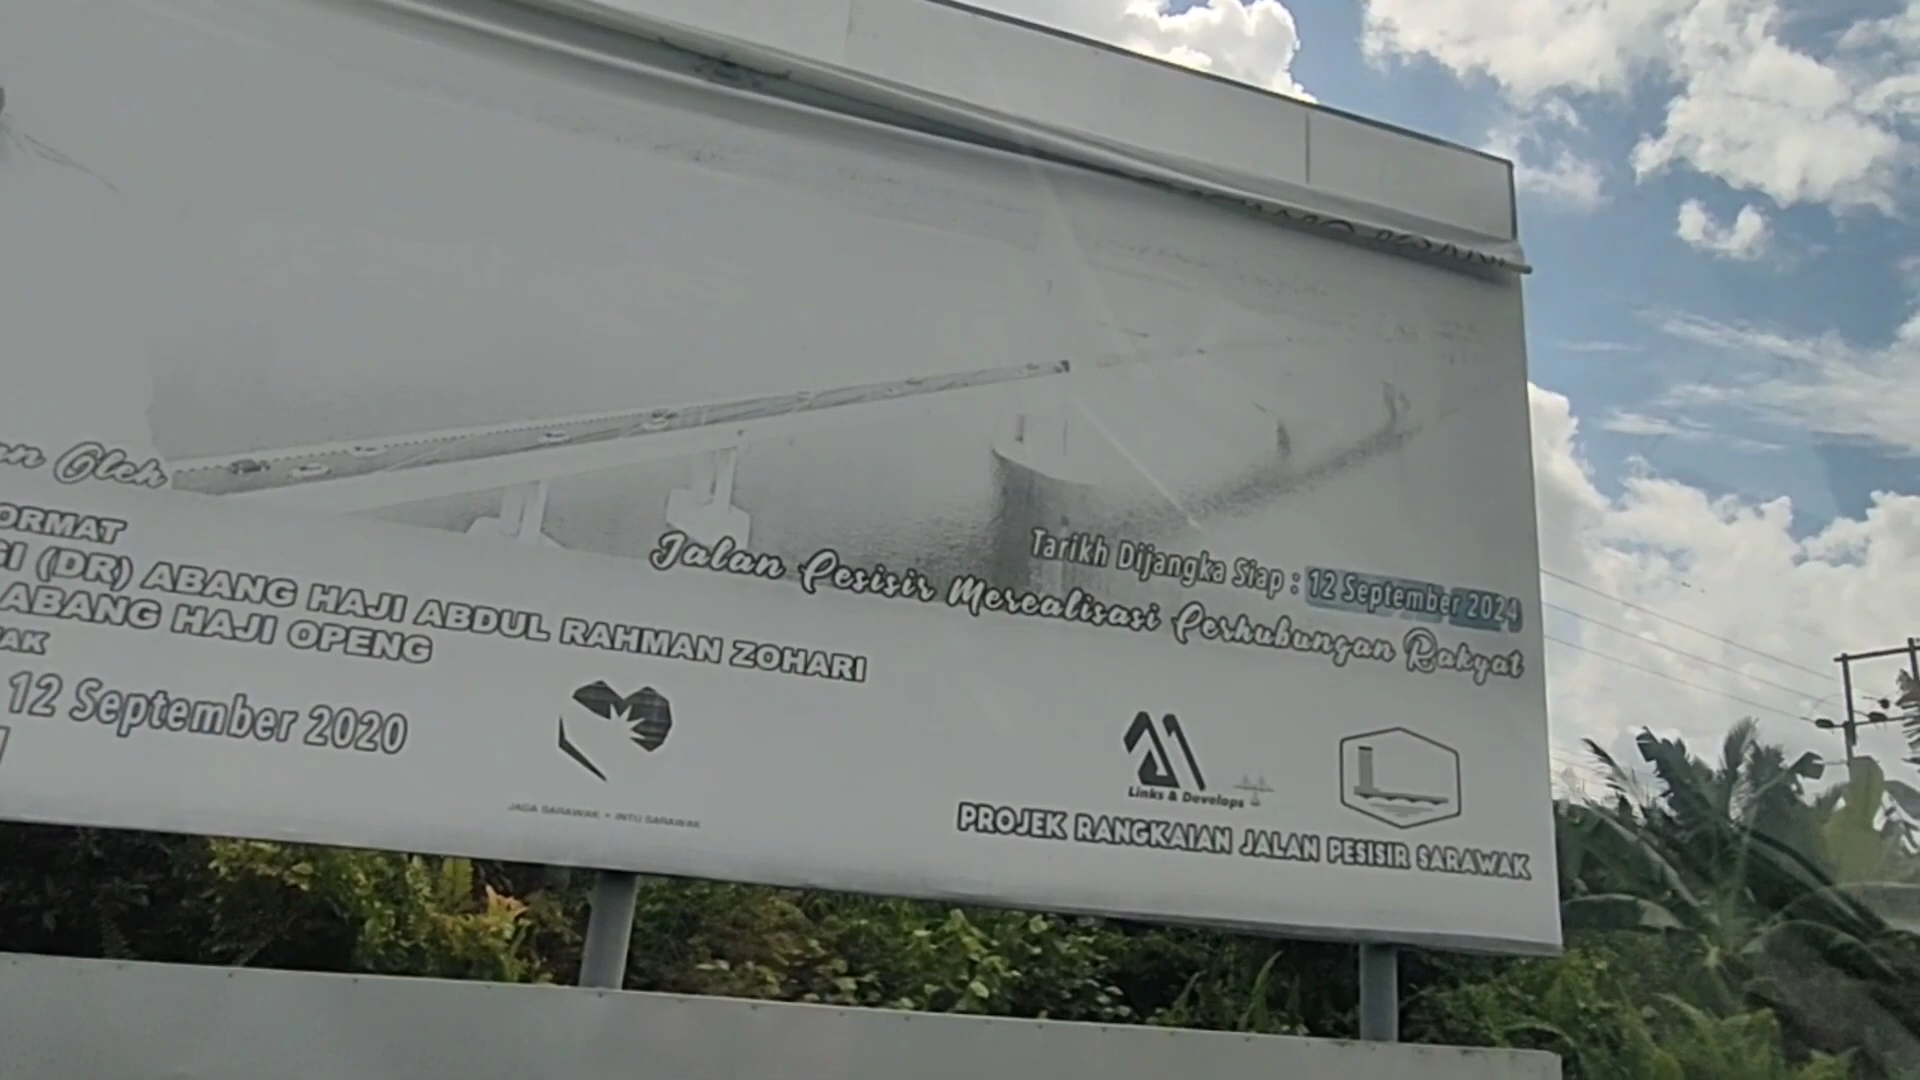 Oleh
ORMAT
GI (DR) ABANG HAJI ABDUL RAHMAN ZOHARI
ABANG HAJI OPENG
AK
12 September 2020
JAGA SARAWAK • INTU SARAWAK
Tarikh Dijangka Siap : 12 September 2024
Jalan Pesisir Merealisasi Perhubungan Rakyat
Links & Develops
PROJEK RANGKAIAN JALAN PESISIR SARAWAK